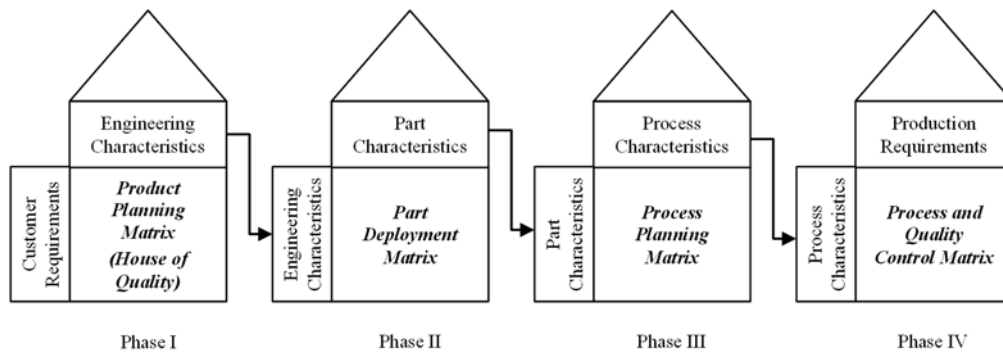 Engineering
Characteristics
Customer
Requirements
Product
Planning
Matrix
(House of
Quality)
Phase I
Part
Characteristics
Engineering
Characteristics
Part
Deployment
Matrix
Phase II
Process
Characteristics
Part
Characteristics
Process
Planning
Matrix
Phase III
Production
Requirements
Process
Characteristics
Process and
Quality
Control Matrix
Phase IV